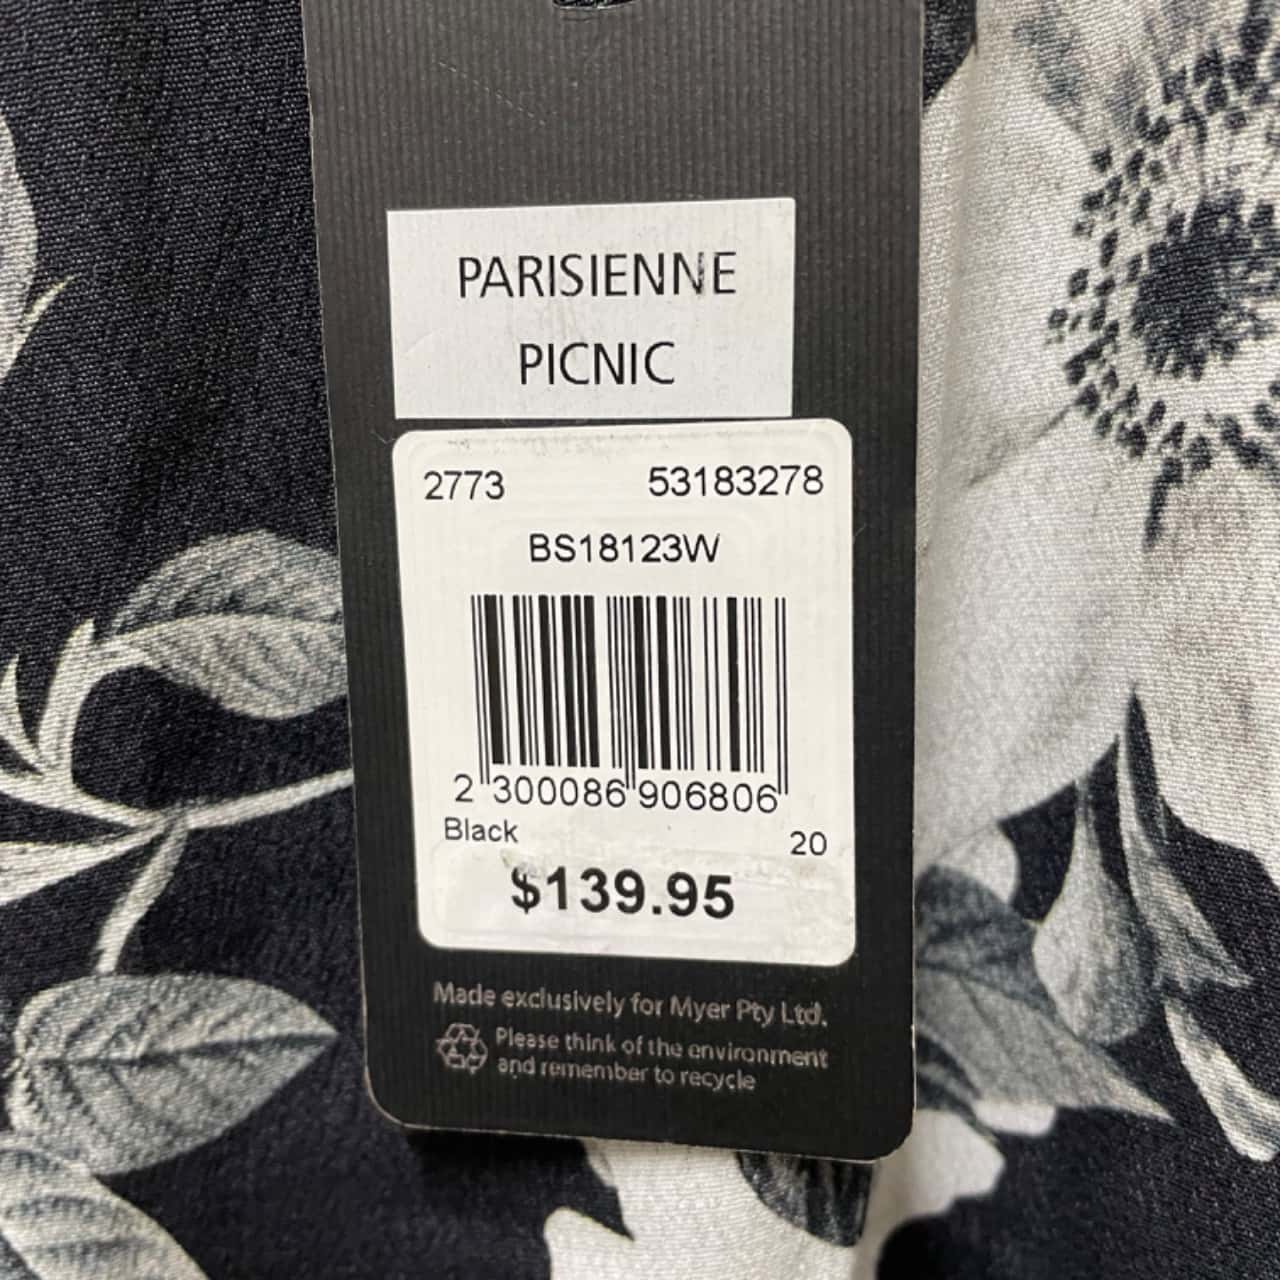 PARISIENNE
PICNIC
2773 53183278
BS18123W
2 300086 906806
Black 20
$139.95
Made exclusively for Myer Pty Ltd.
Please think of the environment
and remember to recycle